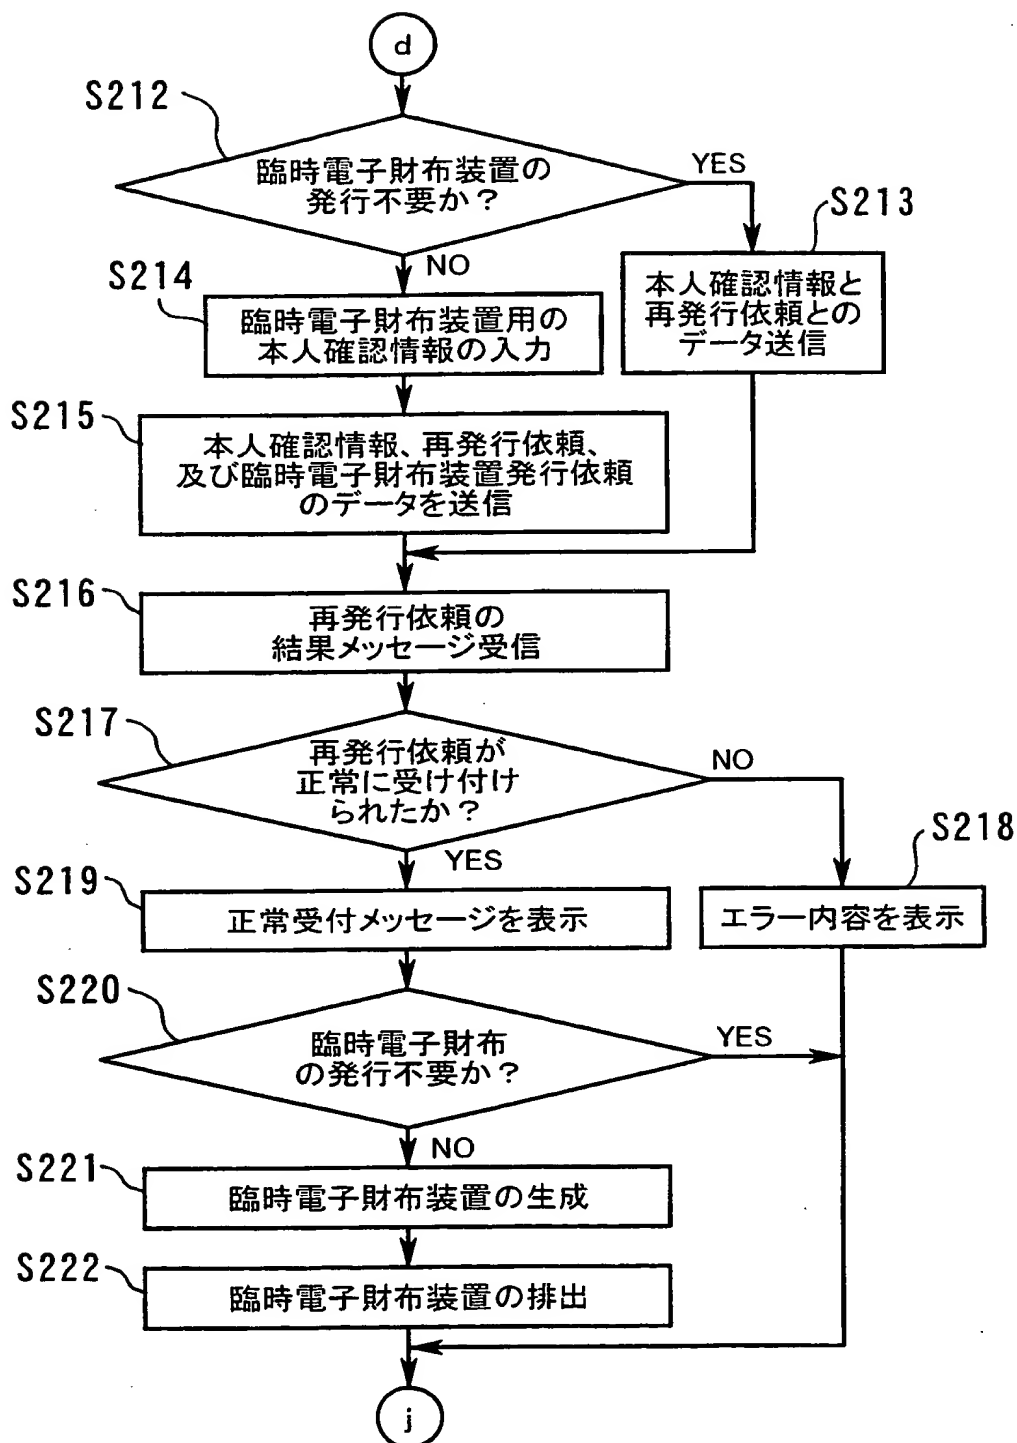 d
S212
臨時電子財布装置の
発行不要か？
YES
S213
本人確認情報と
再発行依頼との
データ送信
NO
S214
臨時電子財布装置用の
本人確認情報の入力
S215
本人確認情報、再発行依頼、
及び臨時電子財布装置発行依頼
のデータを送信
S216
再発行依頼の
結果メッセージ受信
S217
再発行依頼が
正常に受け付け
られたか？
NO
S218
エラー内容を表示
YES
S219
正常受付メッセージを表示
S220
臨時電子財布
の発行不要か？
YES
NO
S221
臨時電子財布装置の生成
S222
臨時電子財布装置の排出
j